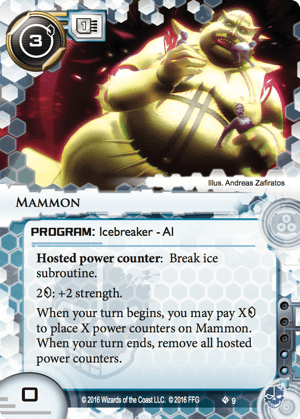 3
1
Illus. Andreas Zafiratos
MAMMON
PROGRAM: Icebreaker - AI
Hosted power counter: Break ice
subroutine.
2: +2 strength.
When your turn begins, you may pay X
to place X power counters on Mammon.
When your turn ends, remove all hosted
power counters.
0
© 2016 Wizards of the Coast LLC. © 2016 FFG
9